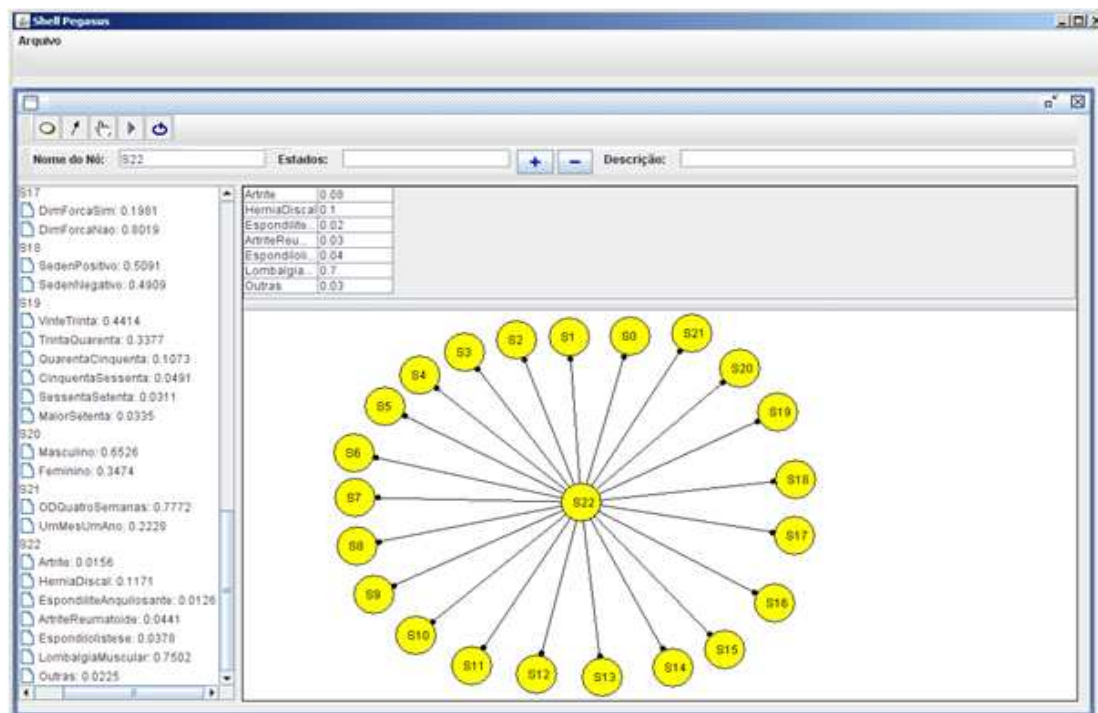 Shell Pegasus
Arquivo
Nome do Nó: S22 Estados: + − Descrição:
S17
DimForcaSim: 0.1981
DimForcaNao: 0.8019
S18
SedenPositivo: 0.5091
SedenNegativo: 0.4909
S19
VinteTrinta: 0.4414
TrintaQuarenta: 0.3377
QuarentaCinquenta: 0.1073
CinquentaSessenta: 0.0491
SessentaSetenta: 0.0311
MaiorSetenta: 0.0335
S20
Masculino: 0.6526
Feminino: 0.3474
S21
ODQuatroSemanas: 0.7772
UmMesUmAno: 0.2229
S22
Artrite: 0.0156
HerniaDiscal: 0.1171
EspondiliteAnquilosante: 0.0126
ArtriteReumatoide: 0.0441
Espondilolistese: 0.0378
LombalgiaMuscular: 0.7502
Outras: 0.0225
Artrite 0.08
HerniaDiscal 0.1
Espondilite... 0.02
ArtriteReu... 0.03
Espondiloli... 0.04
Lombalgia... 0.7
Outras 0.03
S21
S0
S1
S2
S3
S20
S4
S5
S19
S6
S18
S7
S22
S17
S8
S9
S16
S10
S15
S11
S14
S12
S13